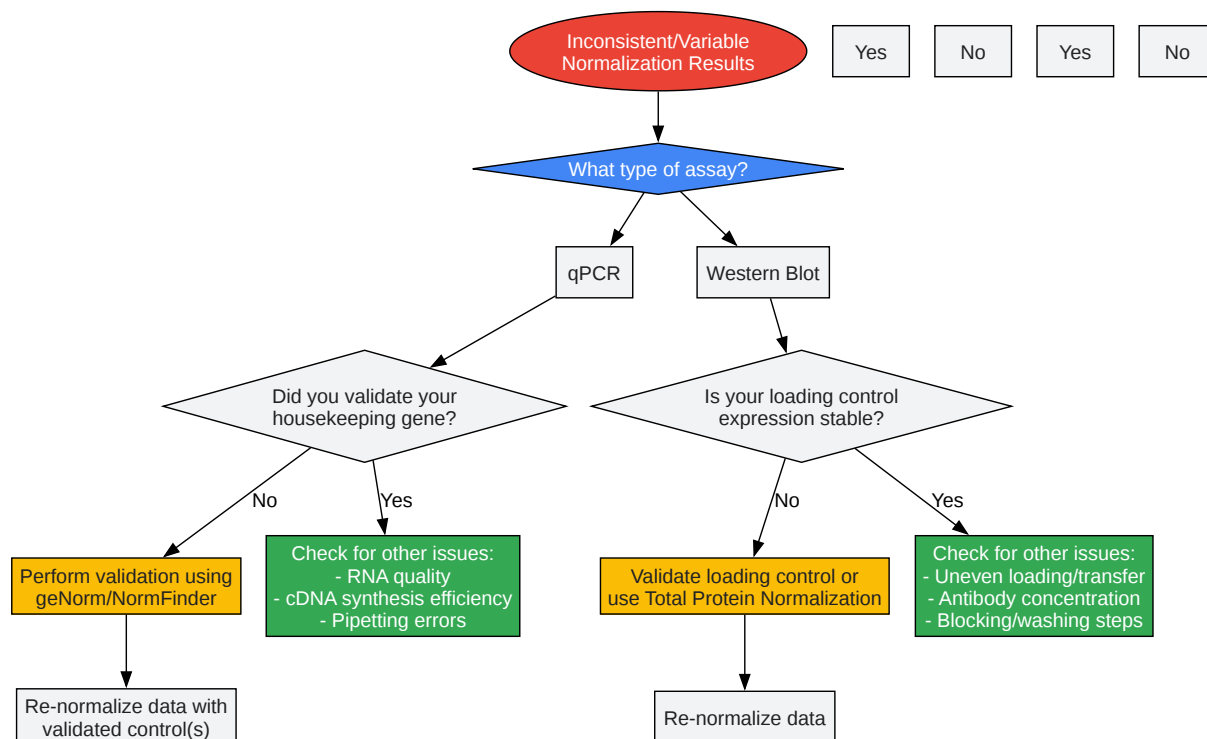 Inconsistent/Variable
Normalization Results
Yes
No
Yes
No
What type of assay?
qPCR
Western Blot
Did you validate your
housekeeping gene?
Is your loading control
expression stable?
No
Yes
No
Yes
Perform validation using
geNorm/NormFinder
Check for other issues:
- RNA quality
- cDNA synthesis efficiency
- Pipetting errors
Validate loading control or
use Total Protein Normalization
Check for other issues:
- Uneven loading/transfer
- Antibody concentration
- Blocking/washing steps
Re-normalize data with
validated control(s)
Re-normalize data